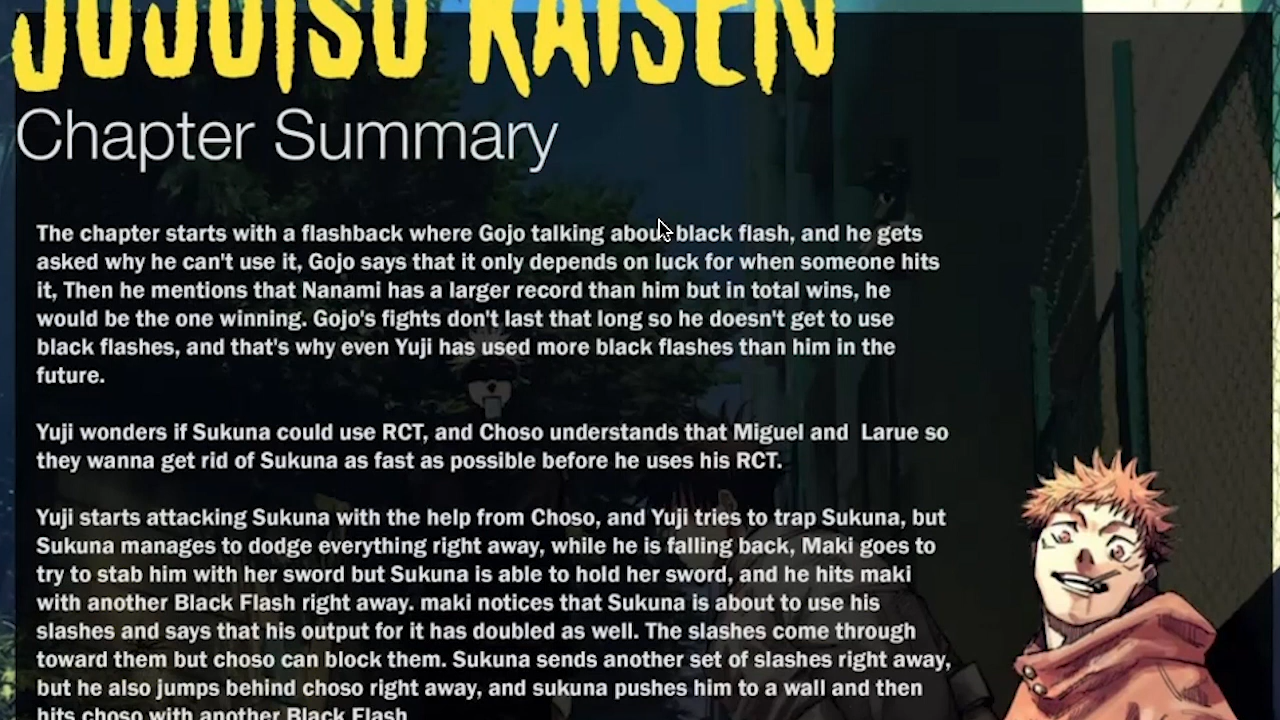 JUJUTSU KAISEN
Chapter Summary
The chapter starts with a flashback where Gojo talking about black flash, and he gets
asked why he can't use it, Gojo says that it only depends on luck for when someone hits
it, Then he mentions that Nanami has a larger record than him but in total wins, he
would be the one winning. Gojo's fights don't last that long so he doesn't get to use
black flashes, and that's why even Yuji has used more black flashes than him in the
future.
Yuji wonders if Sukuna could use RCT, and Choso understands that Miguel and  Larue so
they wanna get rid of Sukuna as fast as possible before he uses his RCT.
Yuji starts attacking Sukuna with the help from Choso, and Yuji tries to trap Sukuna, but
Sukuna manages to dodge everything right away, while he is falling back, Maki goes to
try to stab him with her sword but Sukuna is able to hold her sword, and he hits maki
with another Black Flash right away. maki notices that Sukuna is about to use his
slashes and says that his output for it has doubled as well. The slashes come through
toward them but choso can block them. Sukuna sends another set of slashes right away,
but he also jumps behind choso right away, and sukuna pushes him to a wall and then
hits choso with another Black Flash